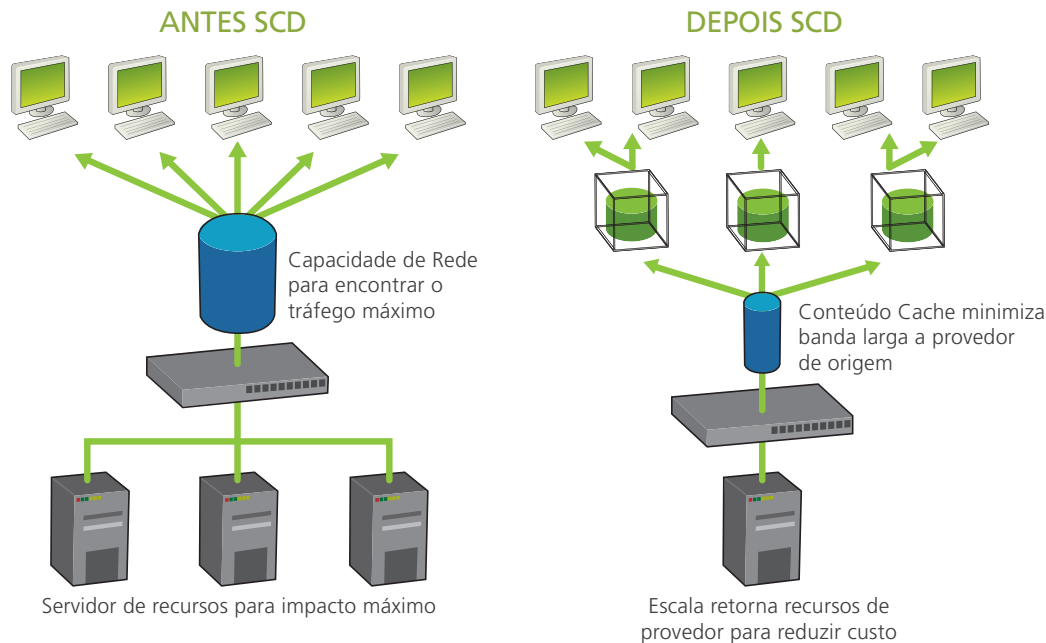 ANTES SCD
DEPOIS SCD
Capacidade de Rede
para encontrar o
tráfego máximo
Conteúdo Cache minimiza
banda larga a provedor
de origem
Servidor de recursos para impacto máximo
Escala retorna recursos de
provedor para reduzir custo